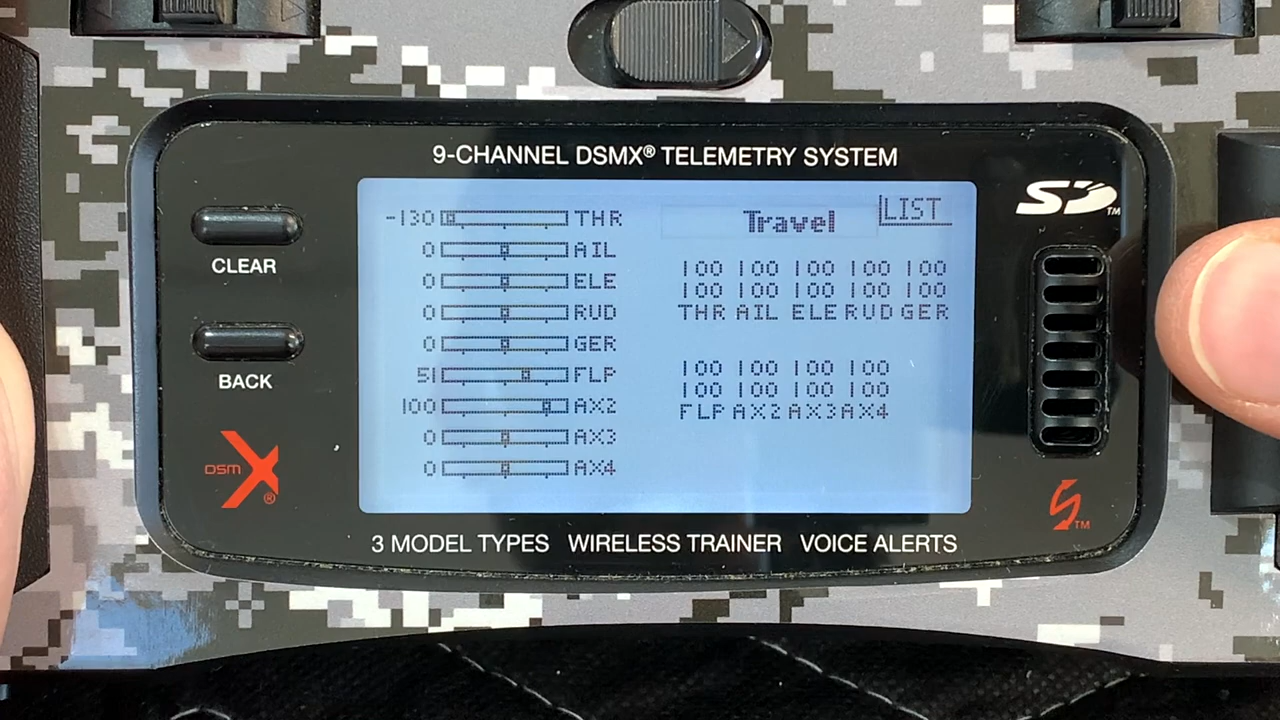 9-CHANNEL DSMX® TELEMETRY SYSTEM
SD™
CLEAR
BACK
DSM X®
-130 THR
0 AIL
0 ELE
0 RUD
0 GER
51 FLP
100 AX2
0 AX3
0 AX4
Travel
LIST
100 100 100 100 100
100 100 100 100 100
THR AIL ELE RUD GER
100 100 100 100
100 100 100 100
FLP AX2 AX3 AX4
S™
3 MODEL TYPES WIRELESS TRAINER VOICE ALERTS